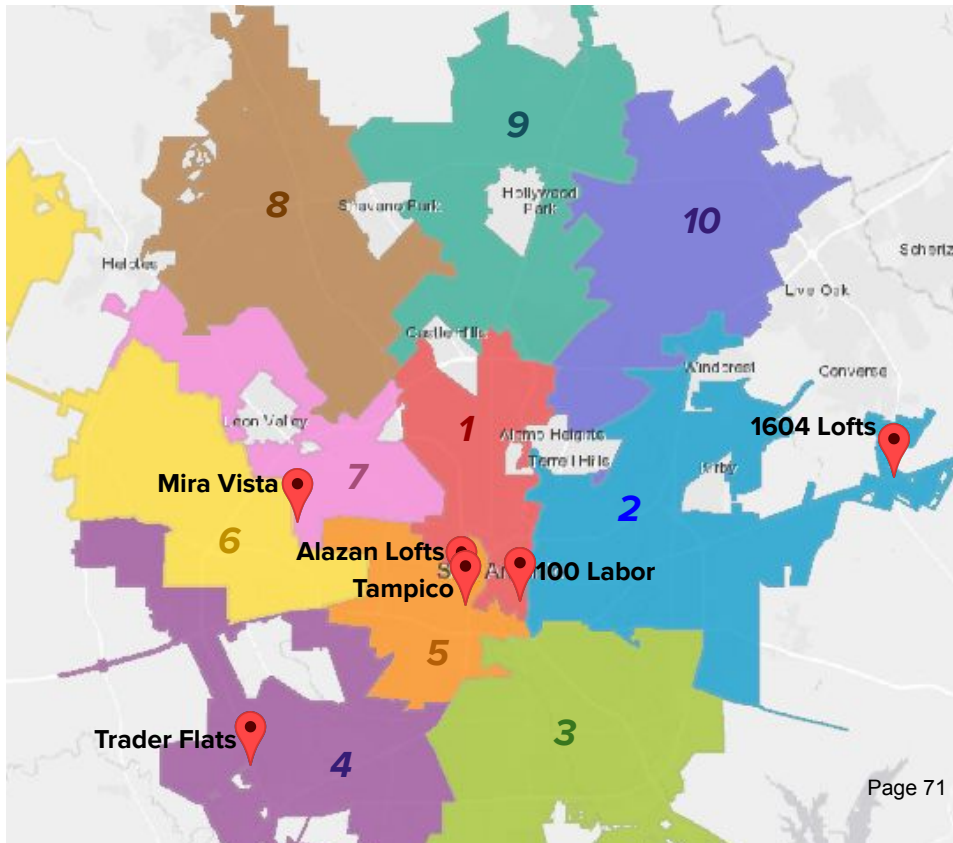 9
8
Shavano Park
Hollywood
Park
10
Helotes
Schertz
Live Oak
Castle Hills
Windcrest
Converse
1
Leon Valley
Alamo Heights
1604 Lofts
Terrell Hills
Kirby
Mira Vista
7
2
6
Alazan Lofts
100 Labor
Tampico
5
Trader Flats
3
4
Page 71